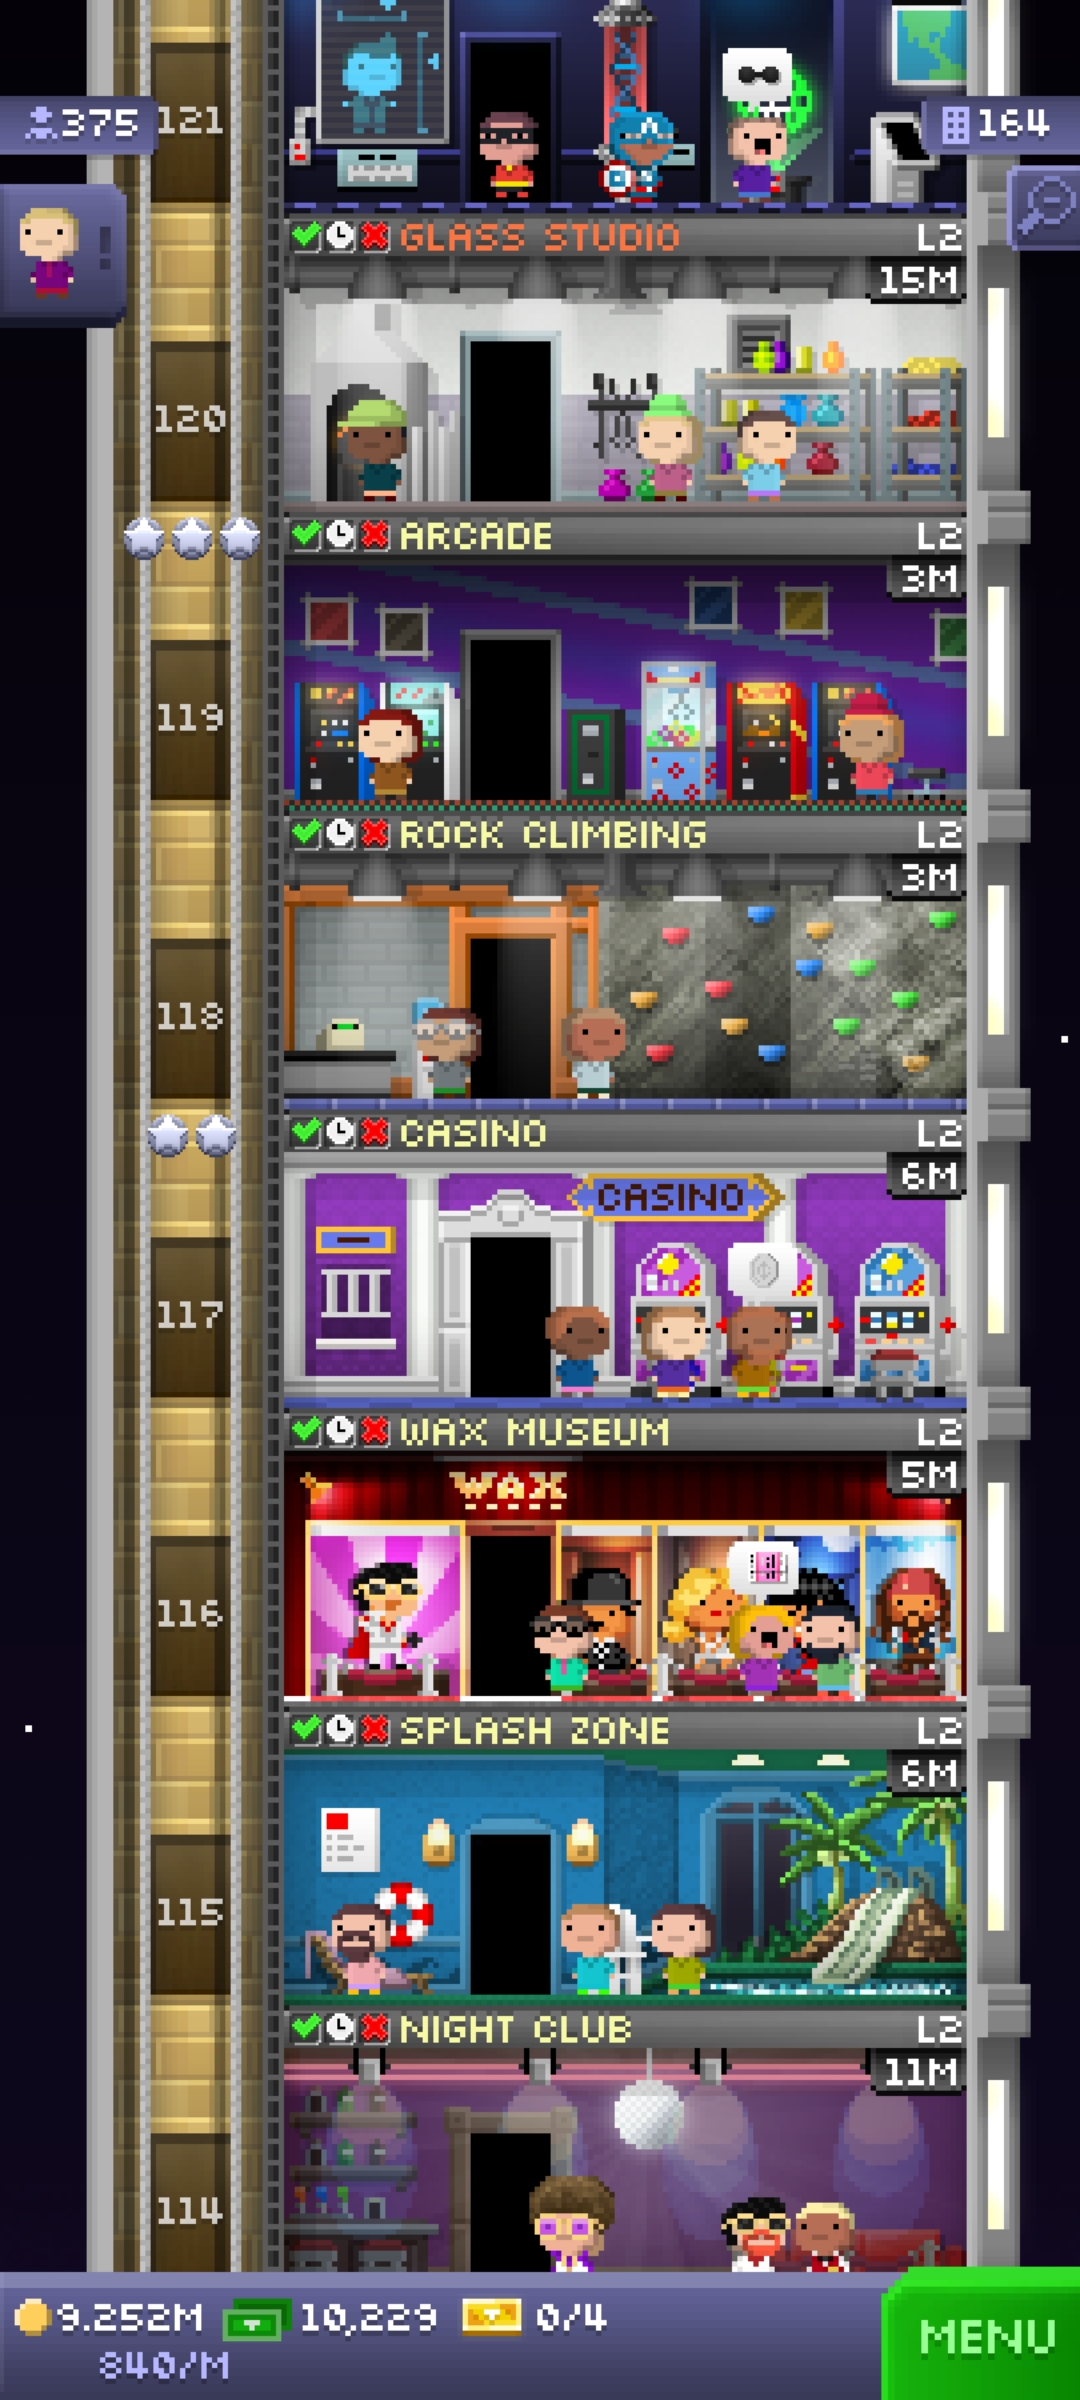 375
121
164
GLASS STUDIO L2
15M
120
ARCADE L2
3M
119
ROCK CLIMBING L2
3M
118
CASINO L2
6M
CASINO
117
WAX MUSEUM L2
5M
WAX
116
SPLASH ZONE L2
6M
115
NIGHT CLUB L2
11M
114
9.252M 10,229 0/4
840/M
MENU